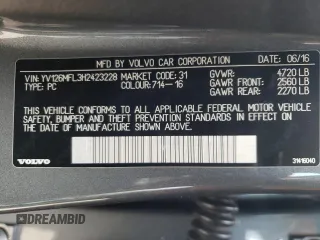 MFD BY VOLVO CAR CORPORATION DATE: 06/16
VIN: YV126MFL3H2423228 MARKET: 31 GVWR: 4720 LB
TYPE: PC COLOUR: 714-16 GAWR FRONT: 2560 LB
GAWR REAR: 2270 LB
THIS VEHICLE CONFORMS TO ALL APPLICABLE FEDERAL MOTOR VEHICLE
SAFETY, BUMPER AND THEFT PREVENTION STANDARDS IN EFFECT ON THE
DATE OF MANUFACTURE SHOWN ABOVE.
VOLVO 31416040
DREAMBID